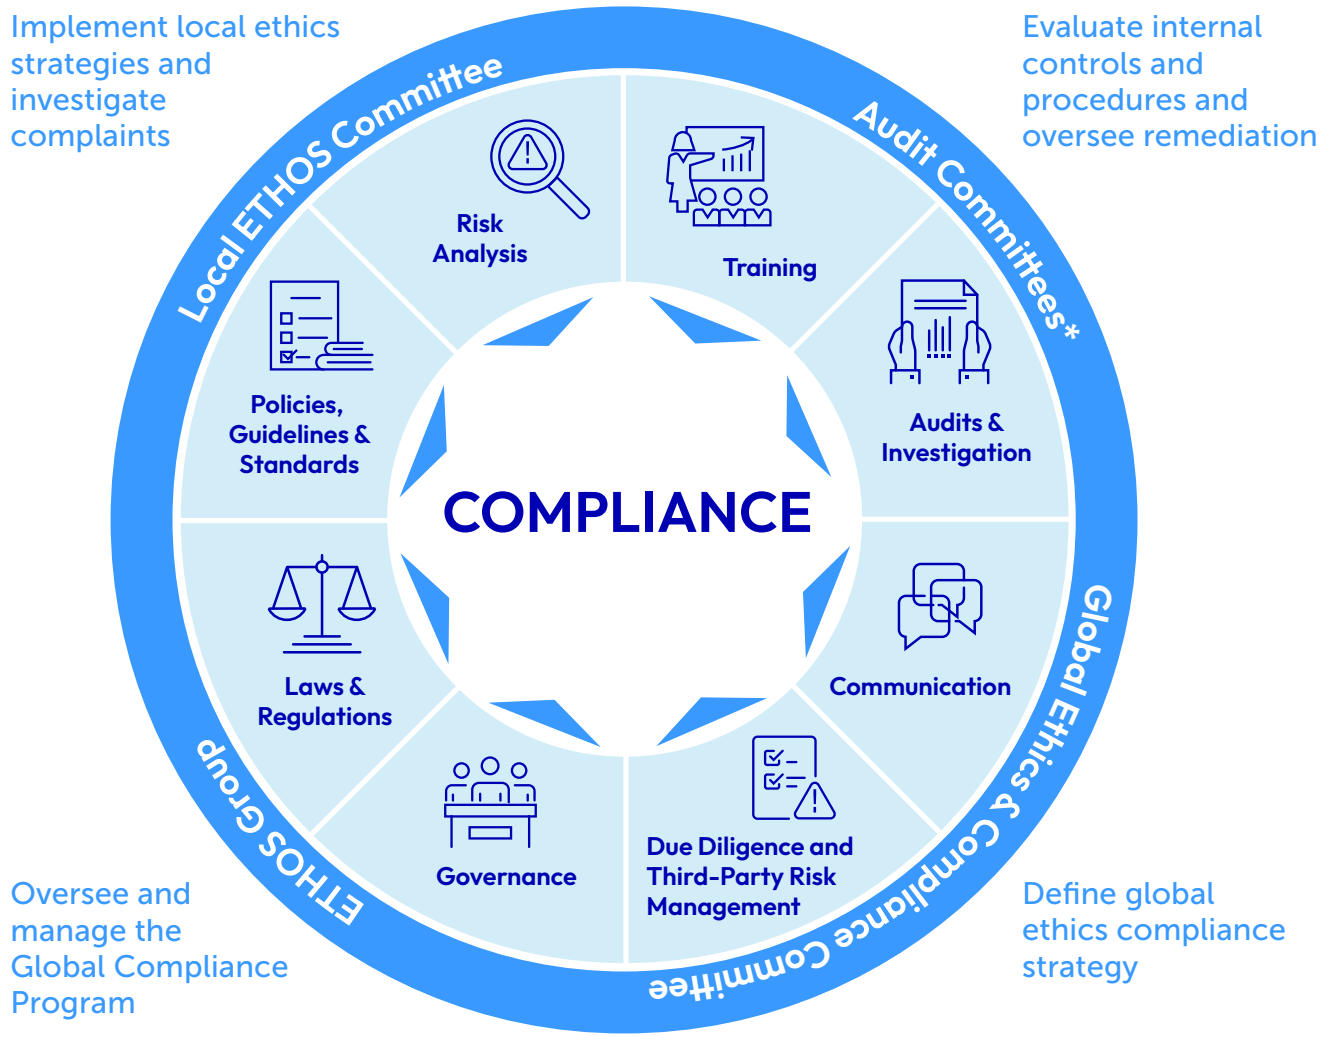 Implement local ethics
strategies and
investigate
complaints
Evaluate internal
controls and
procedures and
oversee remediation
Local ETHOS Committee
Audit Committees*
Risk
Analysis
Training
Policies,
Guidelines &
Standards
Audits &
Investigation
COMPLIANCE
Laws &
Regulations
Communication
Governance
Due Diligence and
Third-Party Risk
Management
ETHOS Group
Global Ethics & Compliance Committee
Oversee and
manage the
Global Compliance
Program
Define global
ethics compliance
strategy